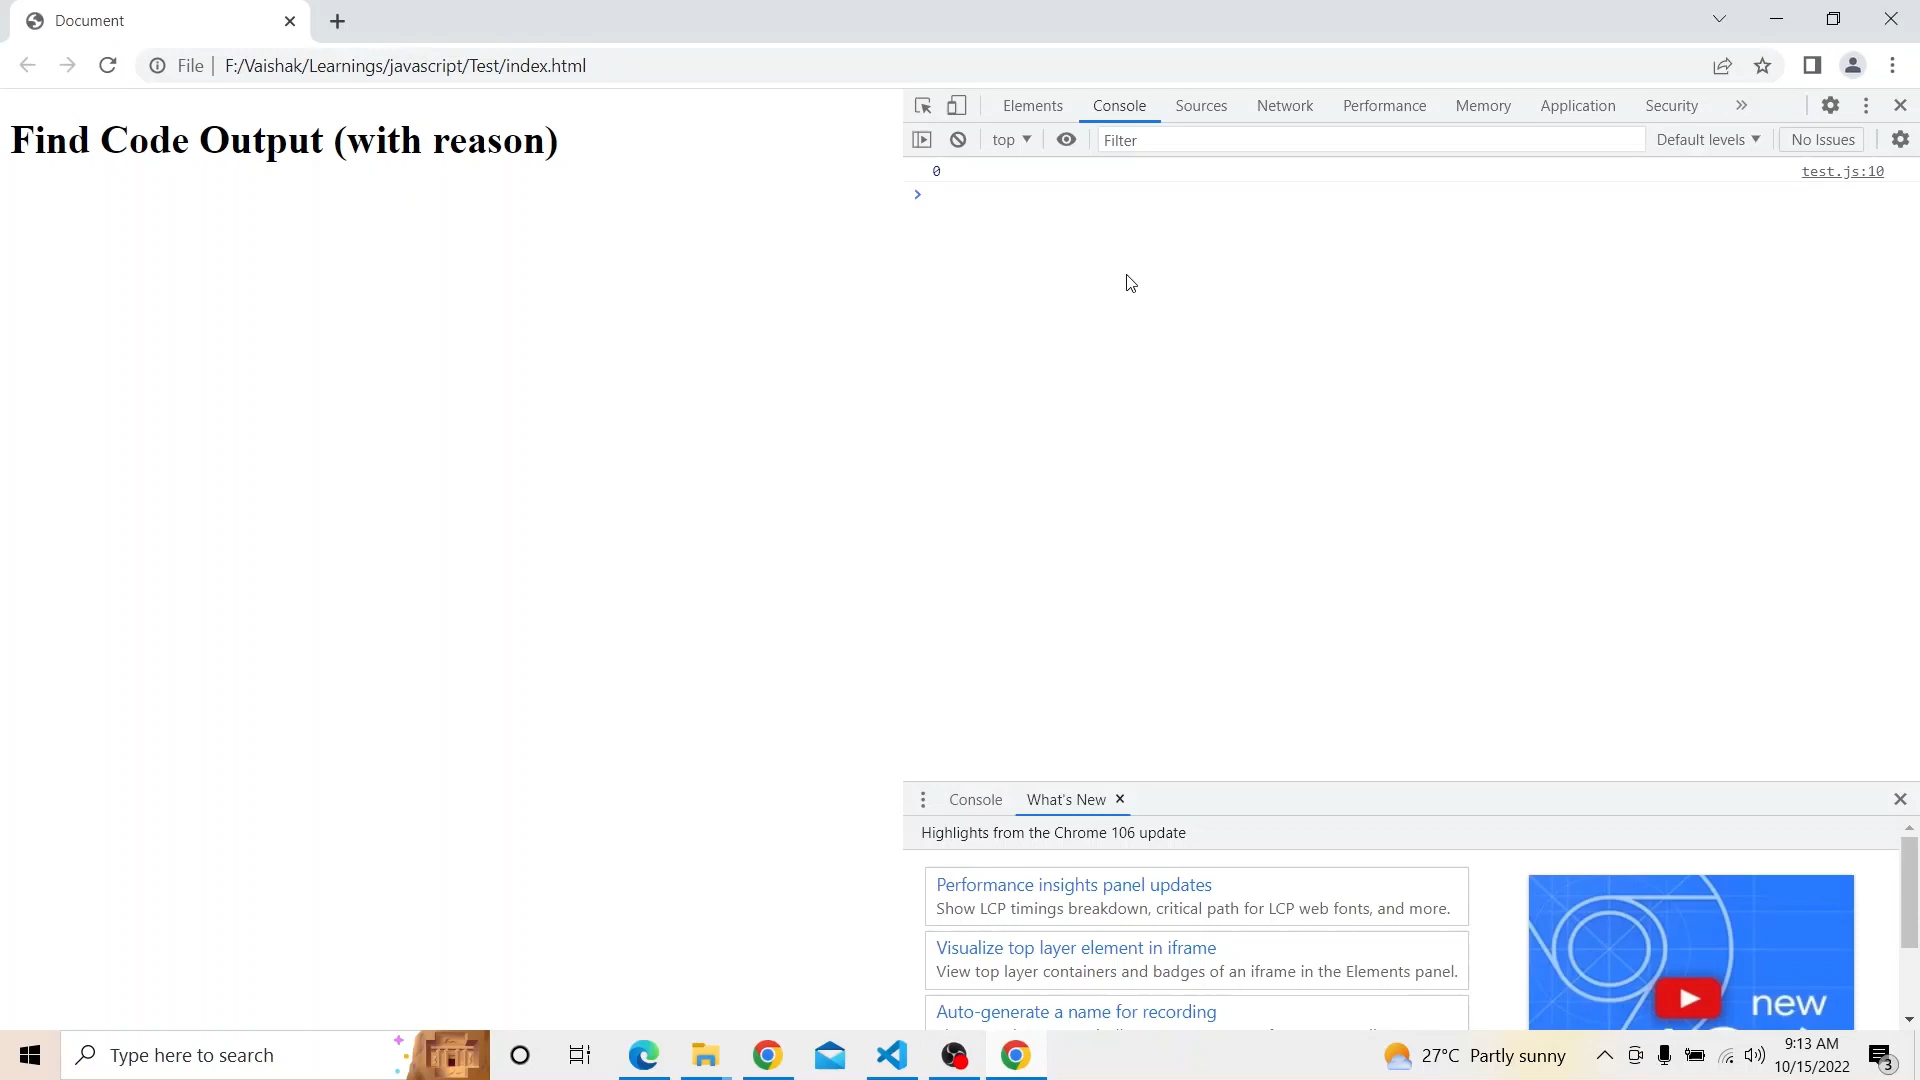 Document
File
F:/Vaishak/Learnings/javascript/Test/index.html
Find Code Output (with reason)
Elements Console Sources Network Performance Memory Application Security
top Filter Default levels No Issues
0 test.js:10
Console What's New
Highlights from the Chrome 106 update
Performance insights panel updates
Show LCP timings breakdown, critical path for LCP web fonts, and more.
Visualize top layer element in iframe
View top layer containers and badges of an iframe in the Elements panel.
Auto-generate a name for recording
new
Type here to search
27°C Partly sunny
9:13 AM
10/15/2022
3